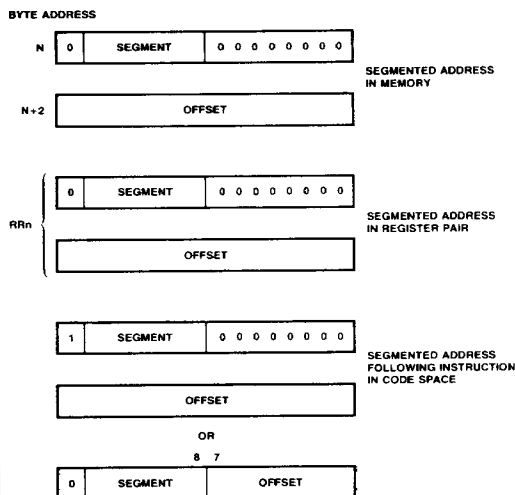 BYTE ADDRESS
N 0 SEGMENT 0 0 0 0 0 0 0 0
SEGMENTED ADDRESS
IN MEMORY
N+2 OFFSET
RRn
0 SEGMENT 0 0 0 0 0 0 0 0
SEGMENTED ADDRESS
IN REGISTER PAIR
OFFSET
1 SEGMENT 0 0 0 0 0 0 0 0
SEGMENTED ADDRESS
FOLLOWING INSTRUCTION
IN CODE SPACE
OFFSET
OR
8 7
0 SEGMENT OFFSET